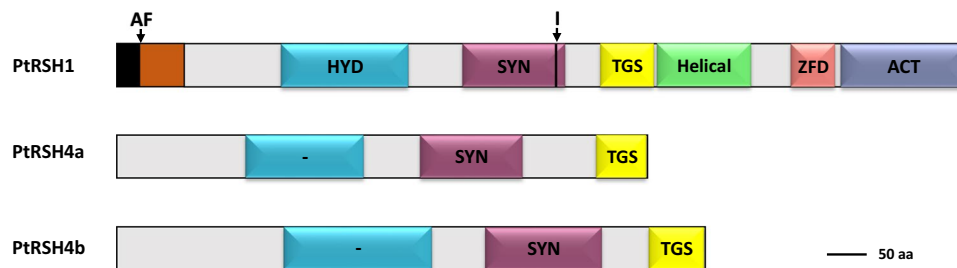 AF I
PtRSH1 HYD SYN TGS Helical ZFD ACT
PtRSH4a - SYN TGS
PtRSH4b - SYN TGS
50 aa